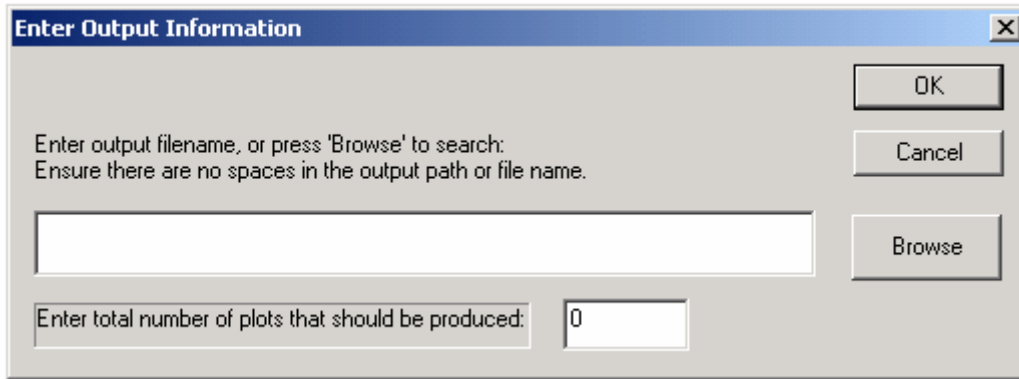 Enter Output Information
OK
Enter output filename, or press 'Browse' to search:
Ensure there are no spaces in the output path or file name.
Cancel
Browse
Enter total number of plots that should be produced:
0